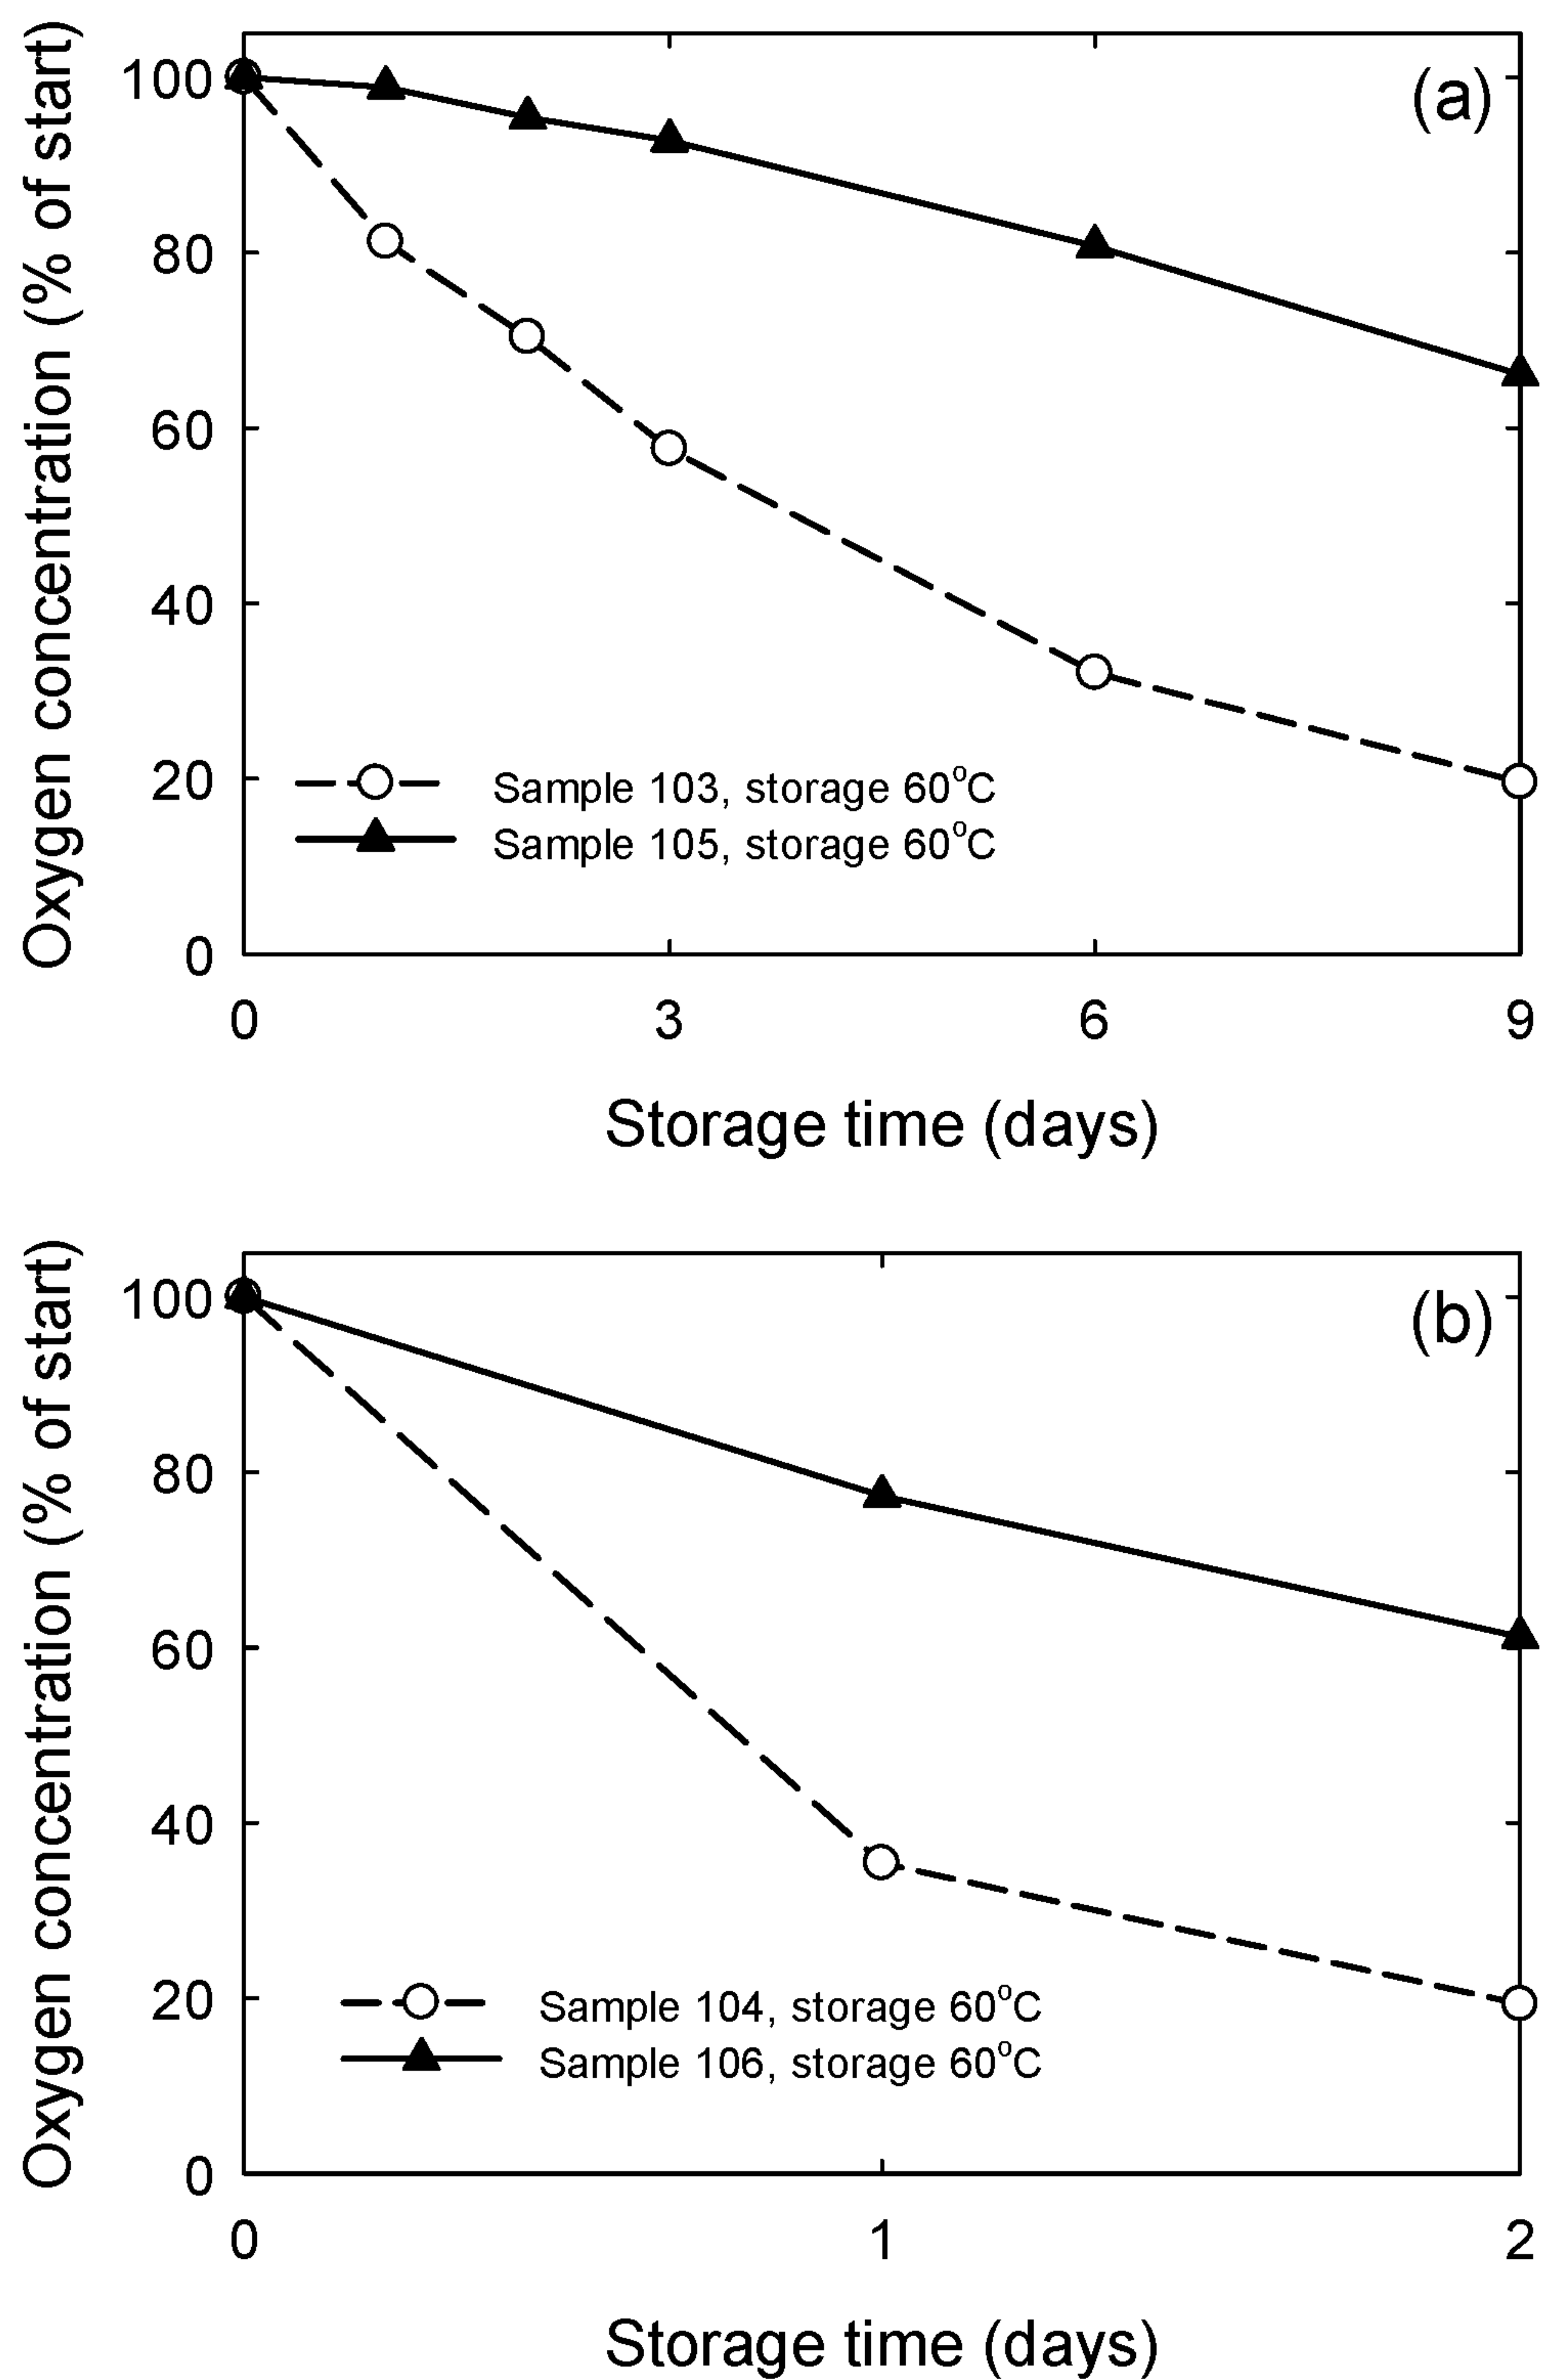 Oxygen concentration (% of start)
(a)
100
80
60
40
20
0
Sample 103, storage 60°C
Sample 105, storage 60°C
0 3 6 9
Storage time (days)
Oxygen concentration (% of start)
(b)
100
80
60
40
20
0
Sample 104, storage 60°C
Sample 106, storage 60°C
0 1 2
Storage time (days)